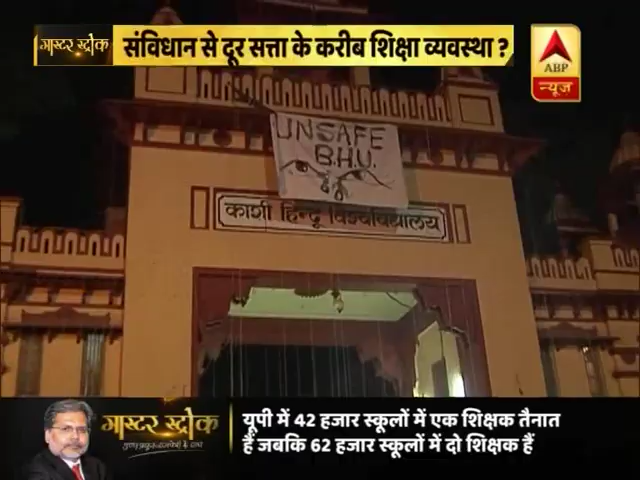 मास्टर स्ट्रोक
संविधान से दूर सत्ता के करीब शिक्षा व्यवस्था ?
ABP
न्यूज़
UNSAFE
B.H.U.
काशी हिन्दू विश्वविद्यालय
मास्टर स्ट्रोक
यूपी में 42 हजार स्कूलों में एक शिक्षक तैनात
हैं जबकि 62 हजार स्कूलों में दो शिक्षक हैं